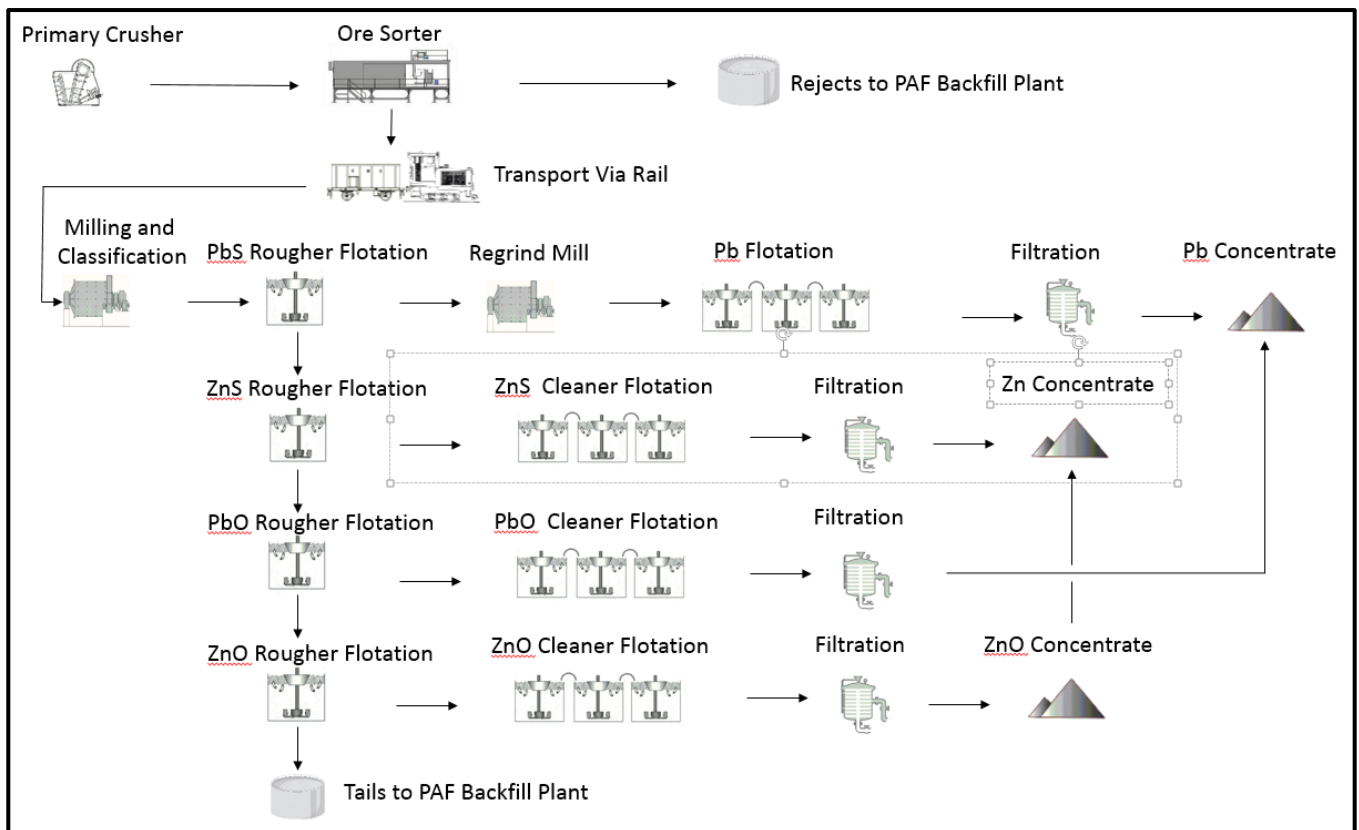 Primary Crusher
Ore Sorter
Rejects to PAF Backfill Plant
Transport Via Rail
Milling and
Classification
PbS Rougher Flotation
Regrind Mill
Pb Flotation
Filtration
Pb Concentrate
ZnS Rougher Flotation
ZnS Cleaner Flotation
Filtration
Zn Concentrate
PbO Rougher Flotation
PbO Cleaner Flotation
Filtration
ZnO Rougher Flotation
ZnO Cleaner Flotation
Filtration
ZnO Concentrate
Tails to PAF Backfill Plant